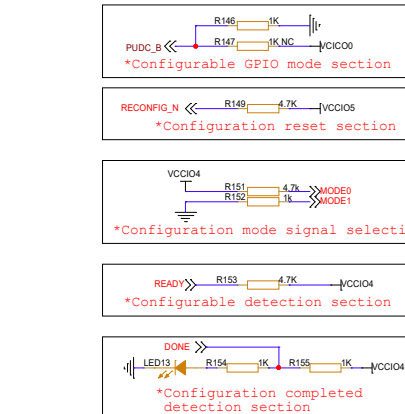 R146 1K
PUDC_B R147 1K NC VCICO0
*Configurable GPIO mode section
RECONFIG_N R149 4.7K VCCIO5
*Configuration reset section
VCCIO4
R151 4.7k MODE0
R152 1k MODE1
*Configuration mode signal selecti
READY R153 4.7K VCCIO4
*Configurable detection section
DONE
LED13 R154 1K R155 1K VCCIO4
*Configuration completed
detection section